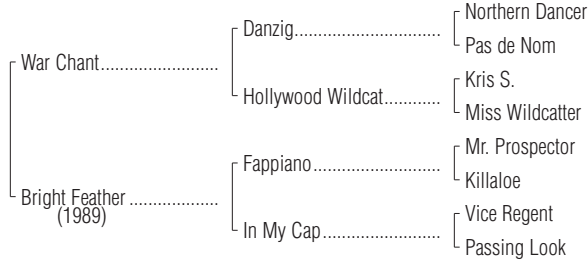 Northern Dancer
Danzig
Pas de Nom
War Chant
Kris S.
Hollywood Wildcat
Miss Wildcatter
Mr. Prospector
Fappiano
Killaloe
Bright Feather
(1989)
Vice Regent
In My Cap
Passing Look